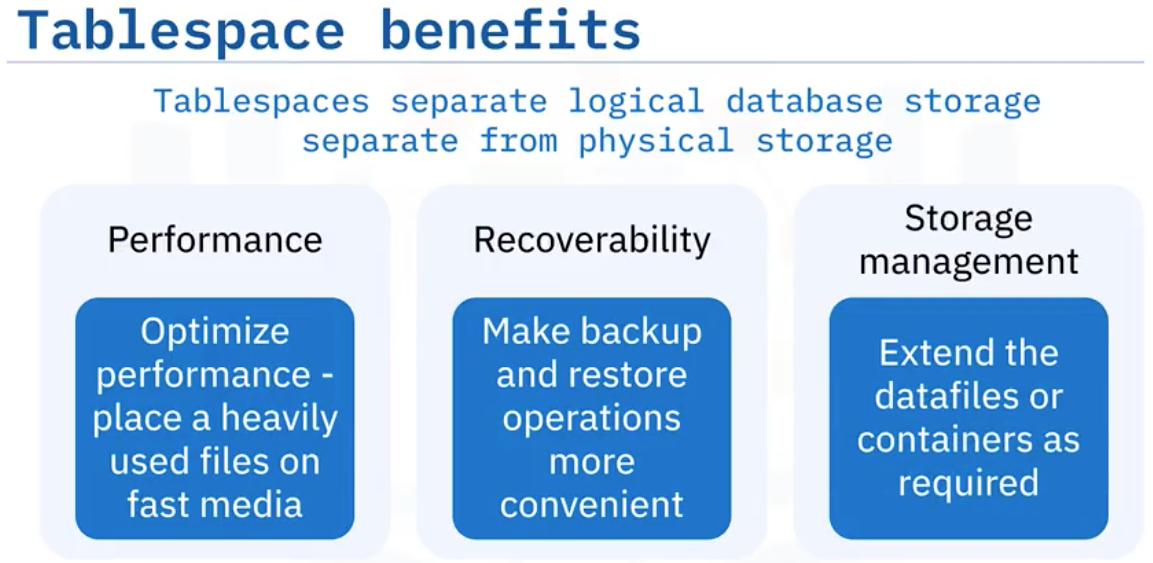 Tablespace benefits
Tablespaces separate logical database storage
separate from physical storage
Performance
Optimize
performance -
place a heavily
used files on
fast media
Recoverability
Make backup
and restore
operations
more
convenient
Storage
management
Extend the
datafiles or
containers as
required